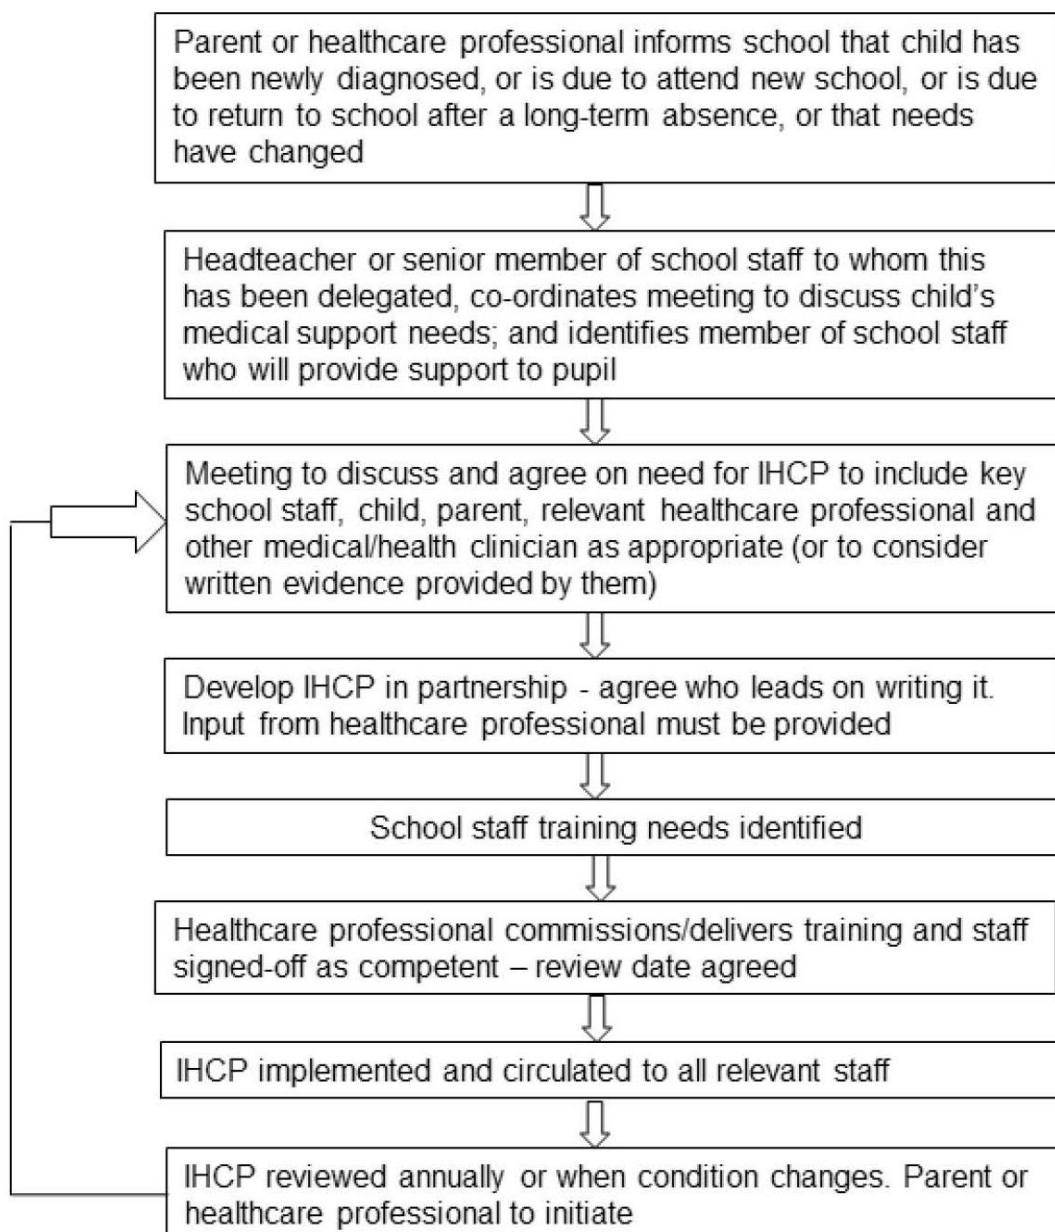 Parent or healthcare professional informs school that child has
been newly diagnosed, or is due to attend new school, or is due
to return to school after a long-term absence, or that needs
have changed
Headteacher or senior member of school staff to whom this
has been delegated, co-ordinates meeting to discuss child's
medical support needs; and identifies member of school staff
who will provide support to pupil
Meeting to discuss and agree on need for IHCP to include key
school staff, child, parent, relevant healthcare professional and
other medical/health clinician as appropriate (or to consider
written evidence provided by them)
Develop IHCP in partnership - agree who leads on writing it.
Input from healthcare professional must be provided
School staff training needs identified
Healthcare professional commissions/delivers training and staff
signed-off as competent – review date agreed
IHCP implemented and circulated to all relevant staff
IHCP reviewed annually or when condition changes. Parent or
healthcare professional to initiate